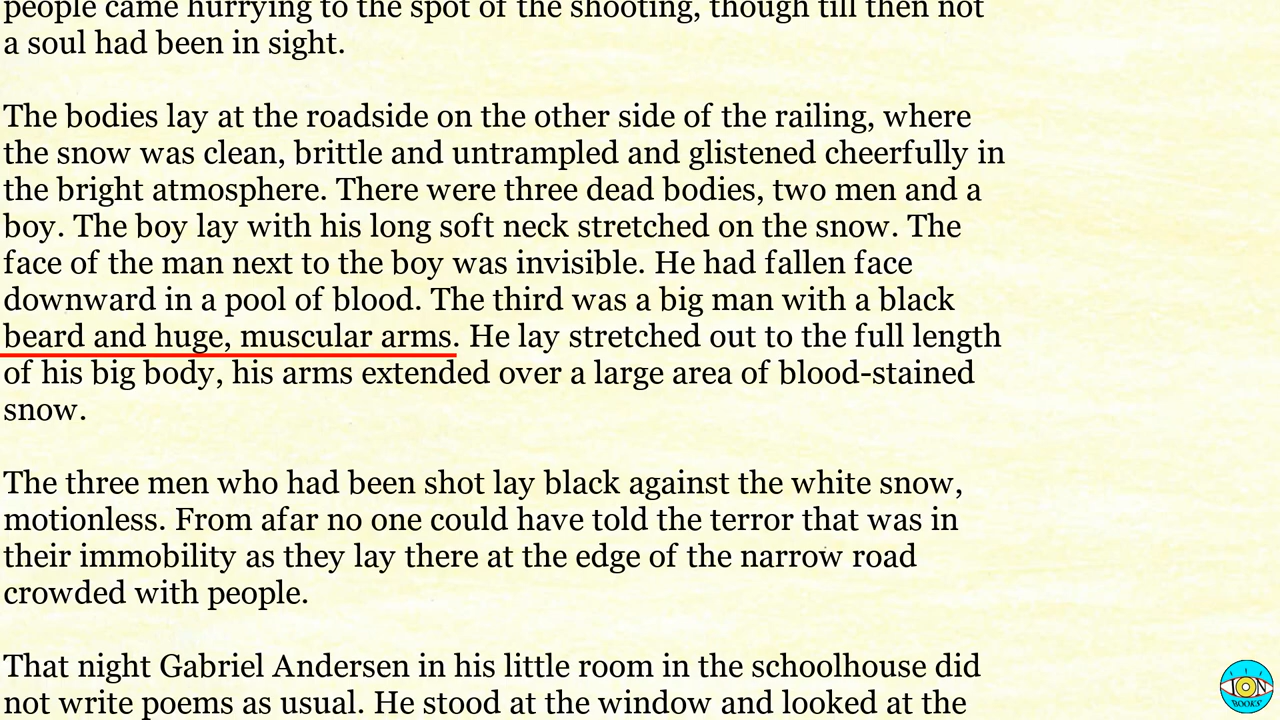 people came hurrying to the spot of the shooting, though till then not
a soul had been in sight.
The bodies lay at the roadside on the other side of the railing, where
the snow was clean, brittle and untrampled and glistened cheerfully in
the bright atmosphere. There were three dead bodies, two men and a
boy. The boy lay with his long soft neck stretched on the snow. The
face of the man next to the boy was invisible. He had fallen face
downward in a pool of blood. The third was a big man with a black
beard and huge, muscular arms. He lay stretched out to the full length
of his big body, his arms extended over a large area of blood-stained
snow.
The three men who had been shot lay black against the white snow,
motionless. From afar no one could have told the terror that was in
their immobility as they lay there at the edge of the narrow road
crowded with people.
That night Gabriel Andersen in his little room in the schoolhouse did
not write poems as usual. He stood at the window and looked at the
ION
BOOKS